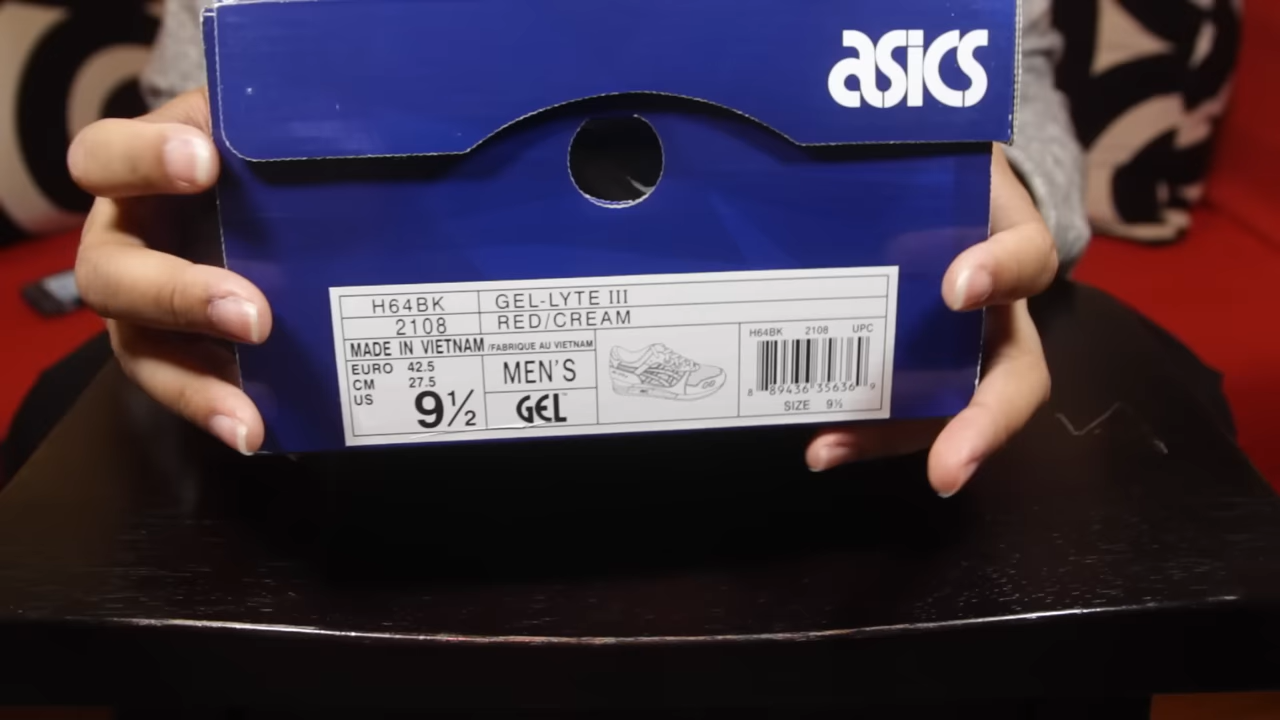 asics
H64BK GEL-LYTE III
2108 RED/CREAM
MADE IN VIETNAM /FABRIQUE AU VIETNAM
EURO 42.5
CM 27.5
US 9½
MEN'S
GEL™
H64BK 2108 UPC
8 89436 35636 9
SIZE 9½